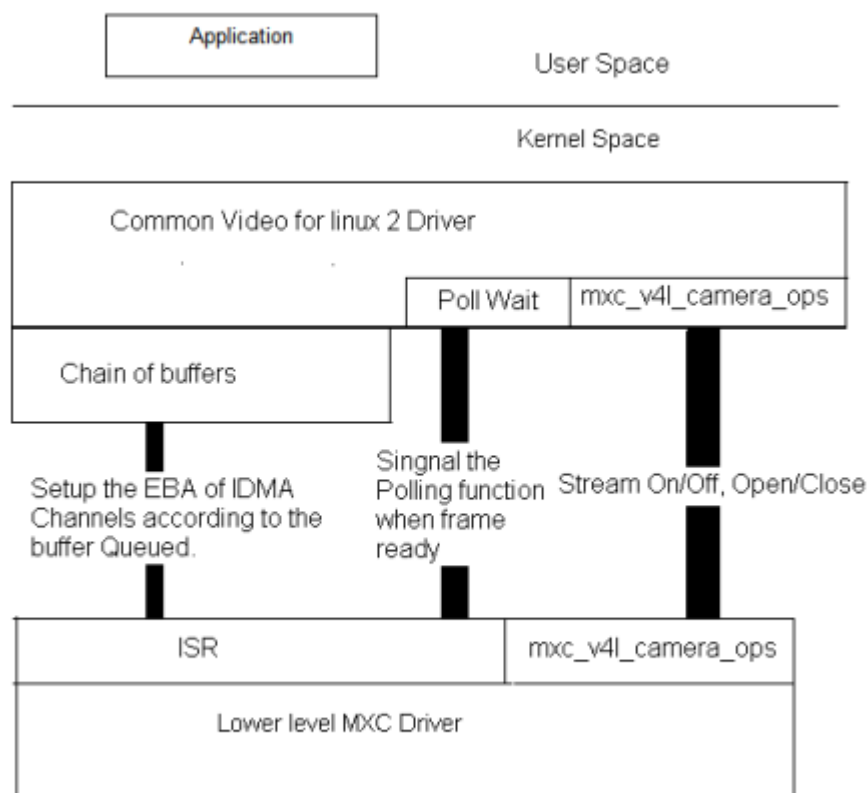 Application
User Space
Kernel Space
Common Video for linux 2 Driver
Poll Wait
mxc_v4l_camera_ops
Chain of buffers
Setup the EBA of IDMA
Channels according to the
buffer Queued.
Singnal the
Polling function
when frame
ready
Stream On/Off, Open/Close
ISR
mxc_v4l_camera_ops
Lower level MXC Driver